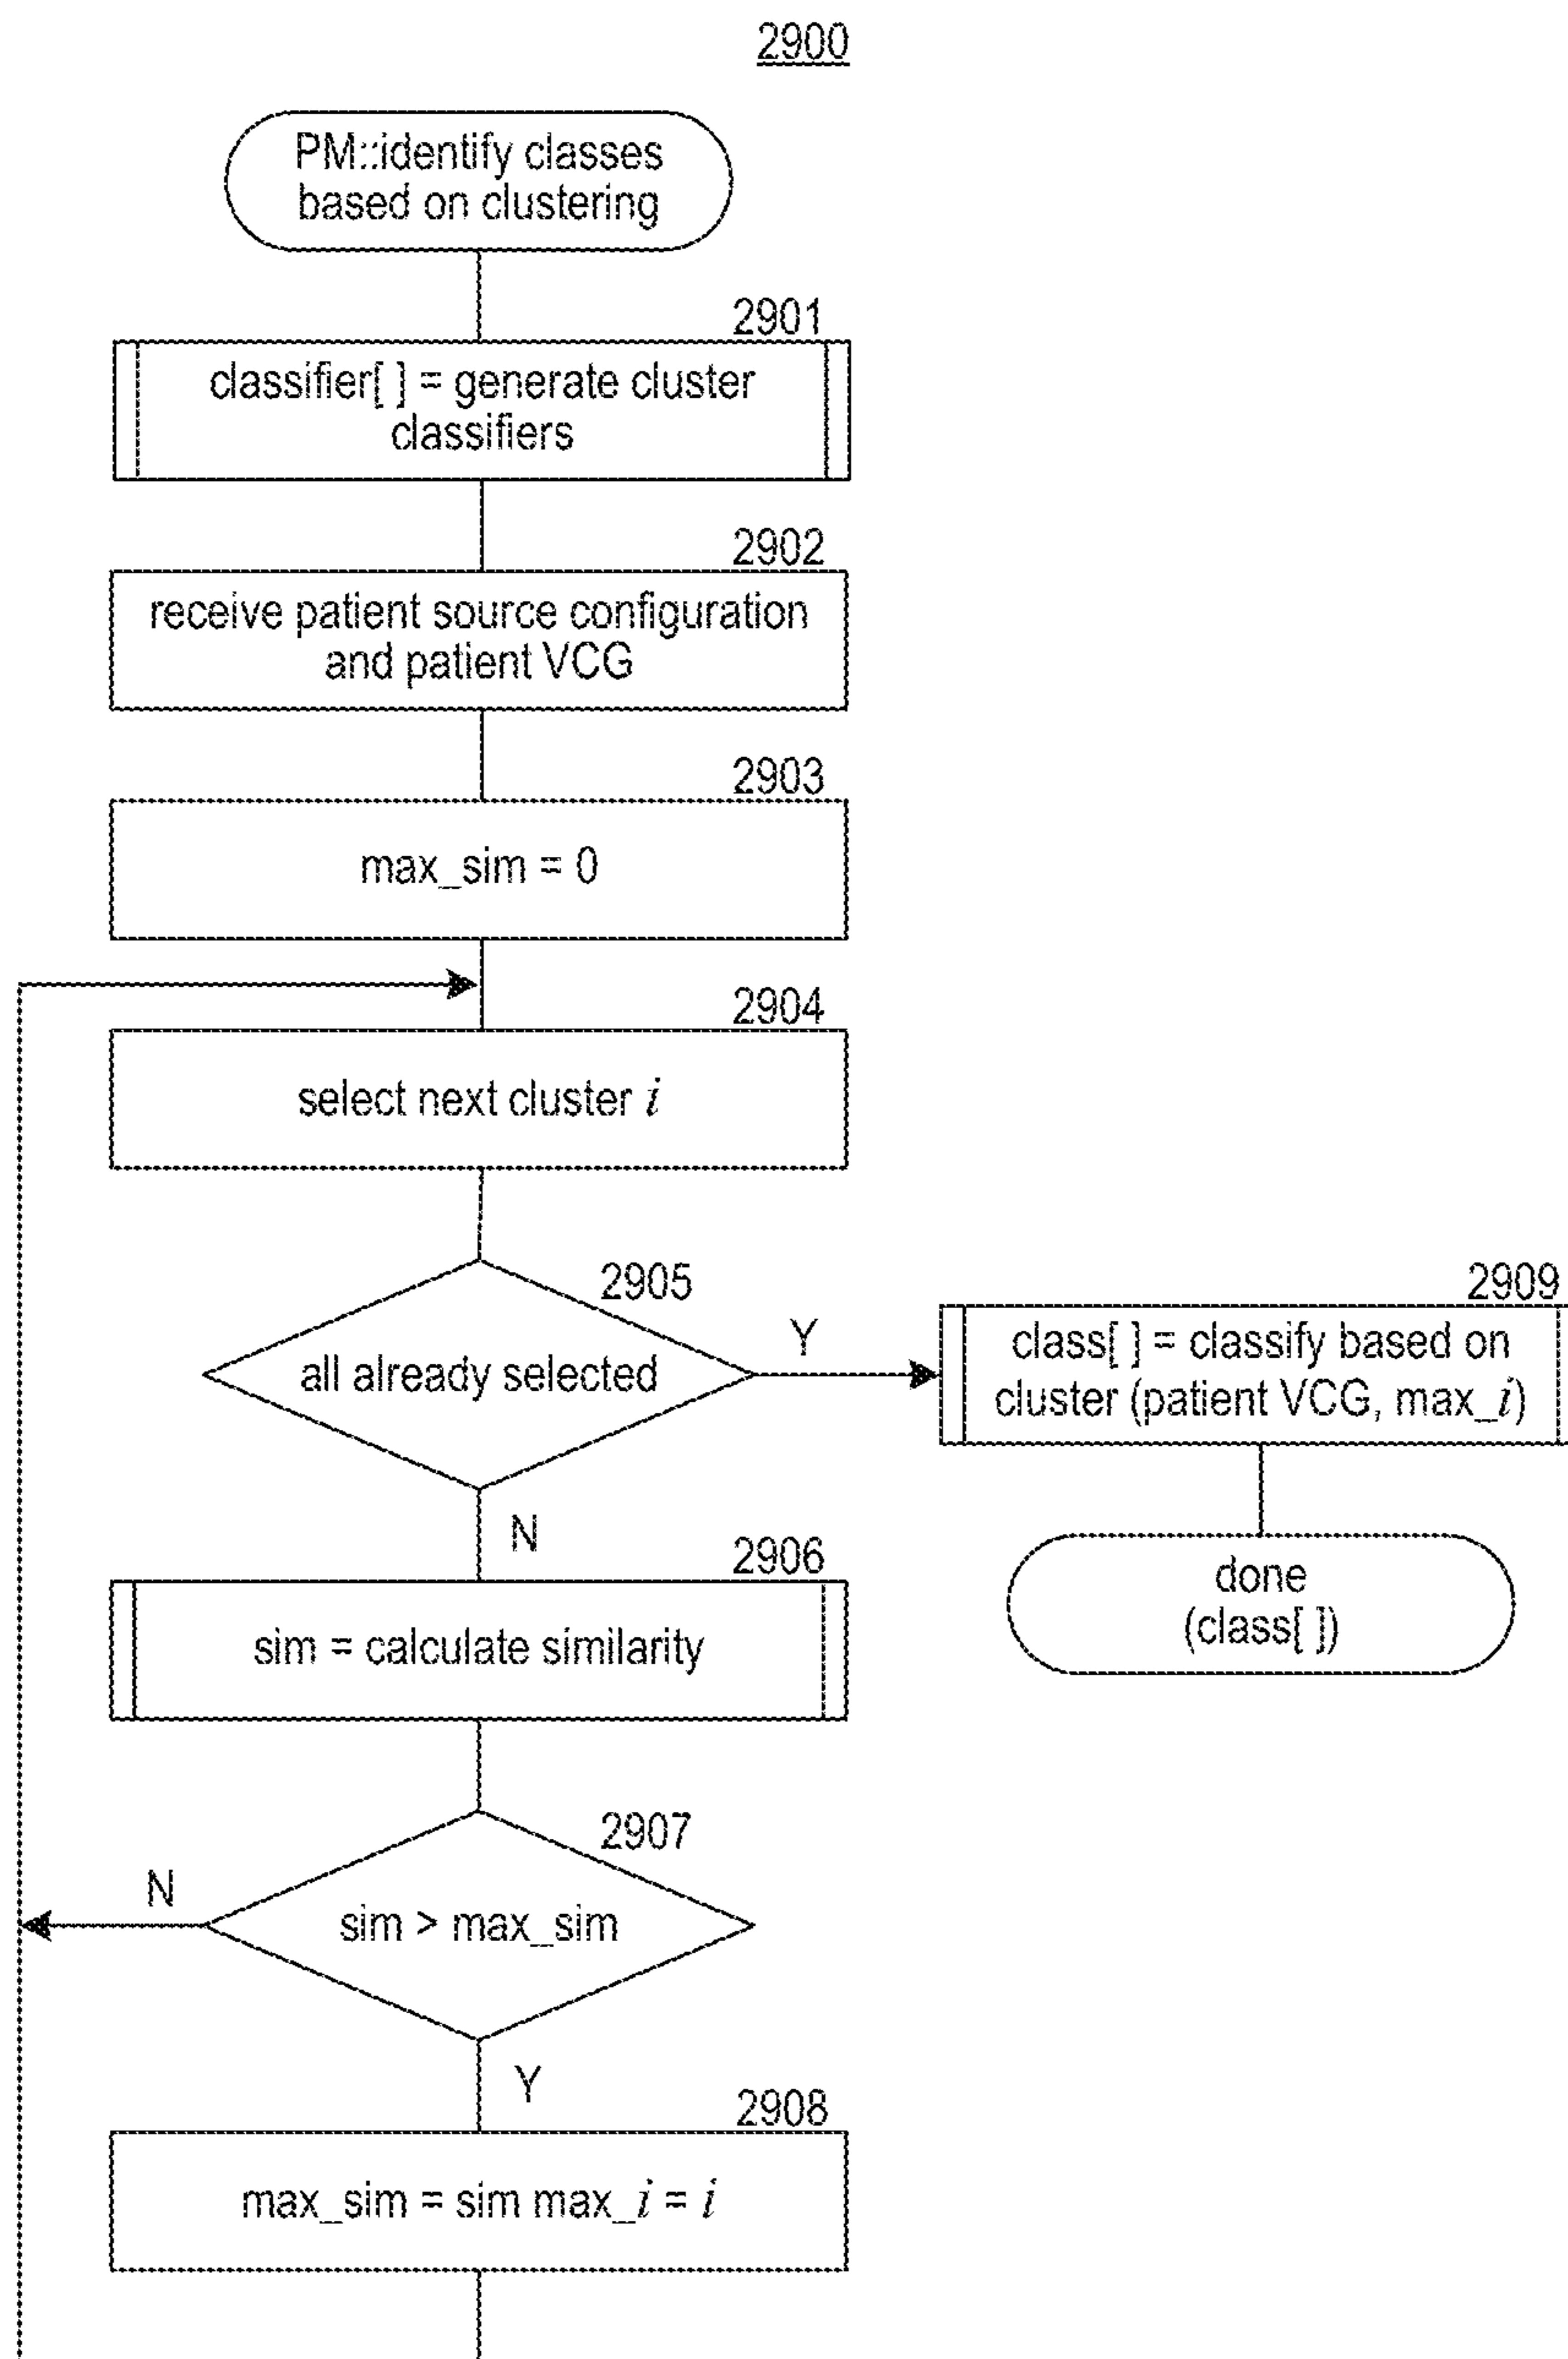 2900
PM::identify classes
based on clustering
2901
classifier[ ] = generate cluster
classifiers
2902
receive patient source configuration
and patient VCG
2903
max_sim = 0
2904
select next cluster i
2905
all already selected
Y
N
2909
class[ ] = classify based on
cluster (patient VCG, max_i)
done
(class[ ])
2906
sim = calculate similarity
2907
sim > max_sim
N
Y
2908
max_sim = sim max_i = i